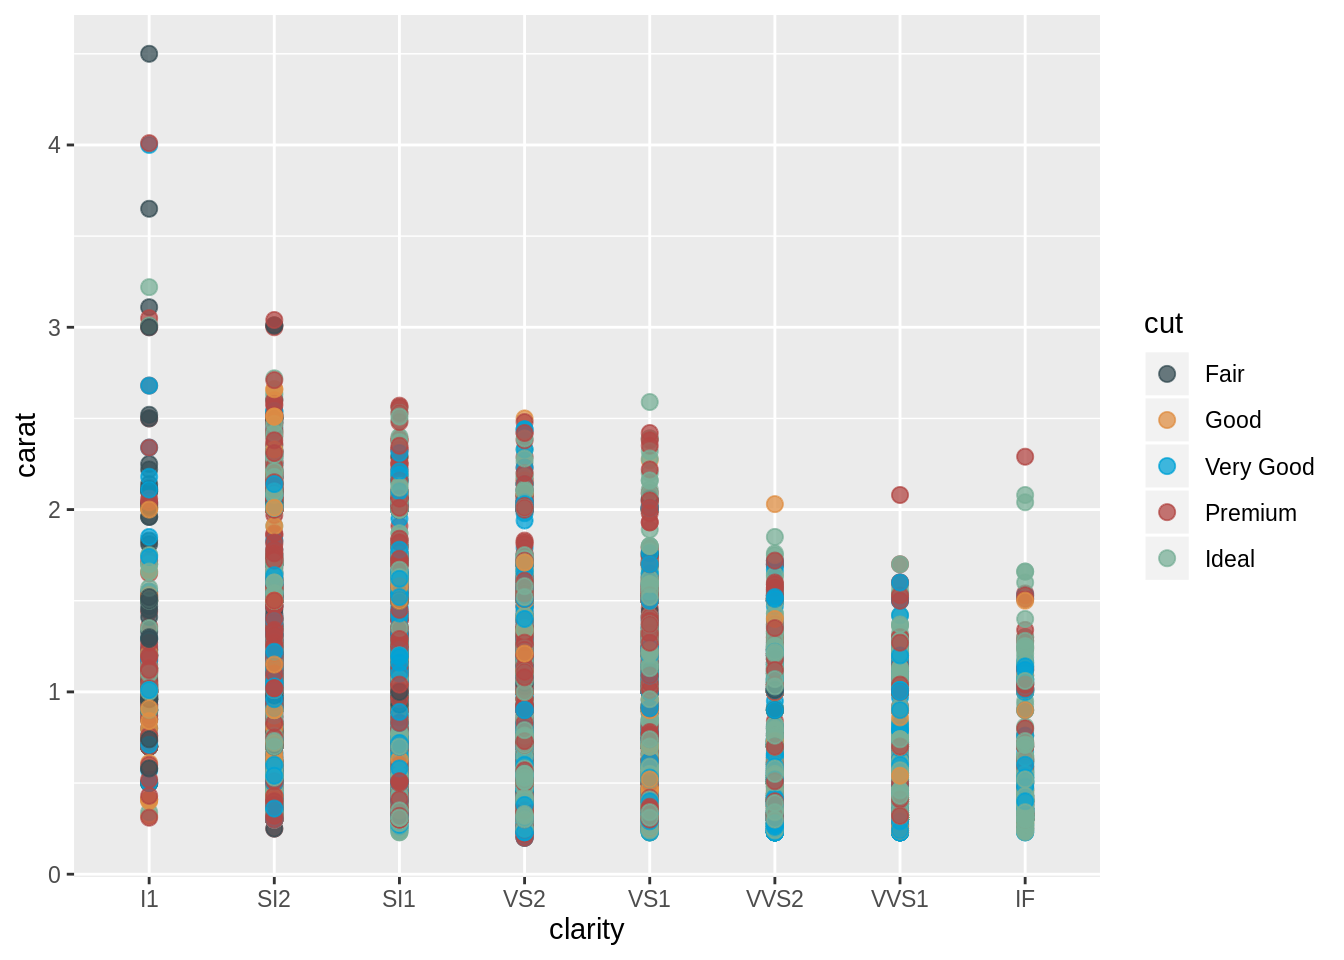 carat
4
3
2
1
0
I1 SI2 SI1 VS2 VS1 VVS2 VVS1 IF
clarity
cut
Fair
Good
Very Good
Premium
Ideal